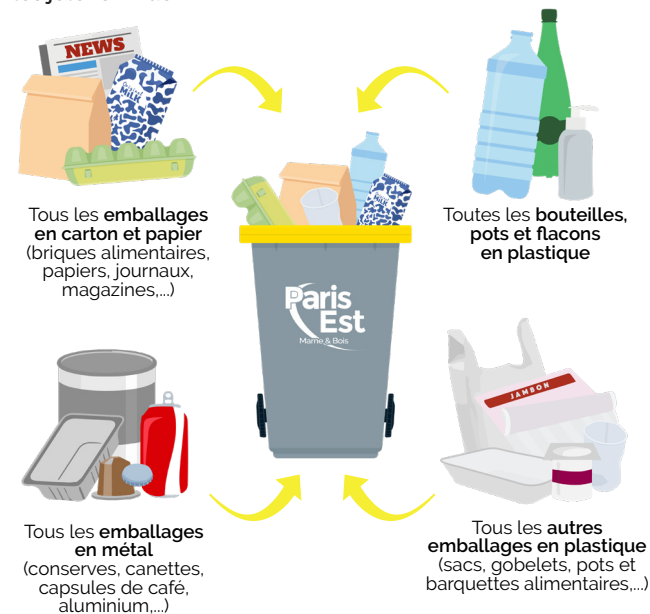 NEWS
MILK
Tous les emballages
en carton et papier
(briques alimentaires,
papiers, journaux,
magazines,...)
Toutes les bouteilles,
pots et flacons
en plastique
MILK
Paris
Est
Marne & Bois
JAMBON
Tous les emballages
en métal
(conserves, canettes,
capsules de café,
aluminium,...)
Tous les autres
emballages en plastique
(sacs, gobelets, pots et
barquettes alimentaires,...)